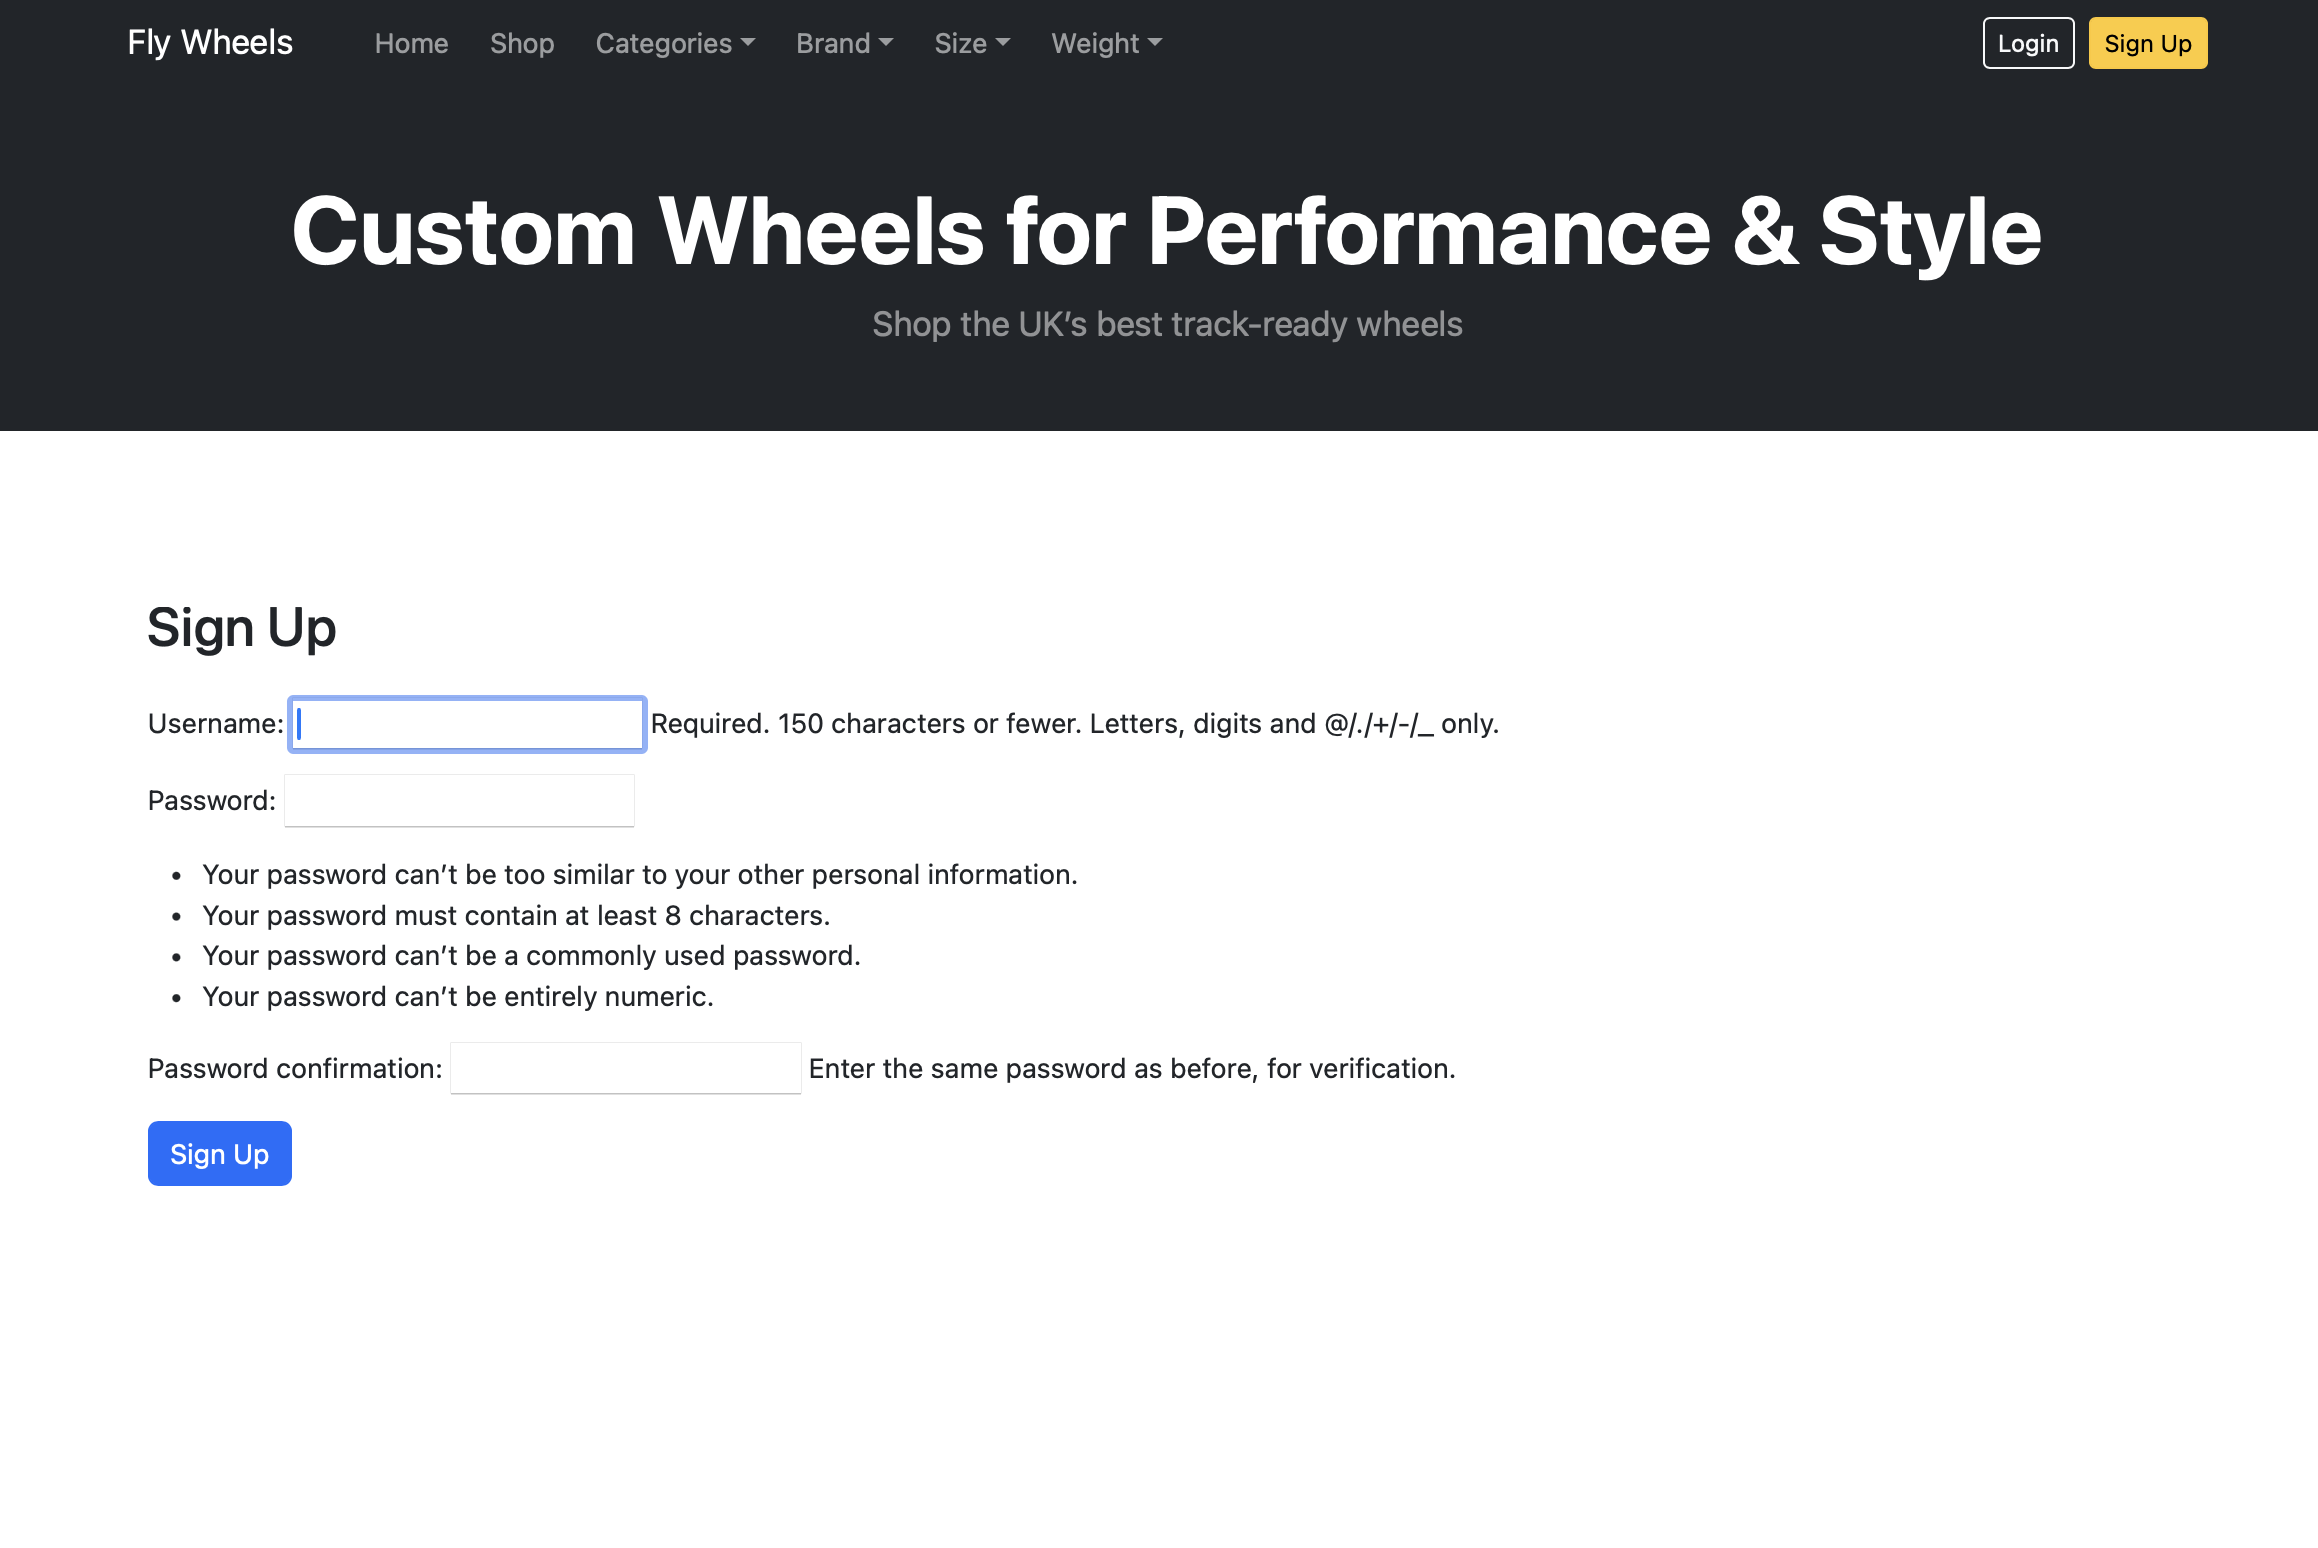 Fly Wheels Home Shop Categories Brand Size Weight Login Sign Up
Custom Wheels for Performance & Style
Shop the UK’s best track-ready wheels
Sign Up
Username: Required. 150 characters or fewer. Letters, digits and @/./+/-/_ only.
Password:
• Your password can’t be too similar to your other personal information.
• Your password must contain at least 8 characters.
• Your password can’t be a commonly used password.
• Your password can’t be entirely numeric.
Password confirmation: Enter the same password as before, for verification.
Sign Up